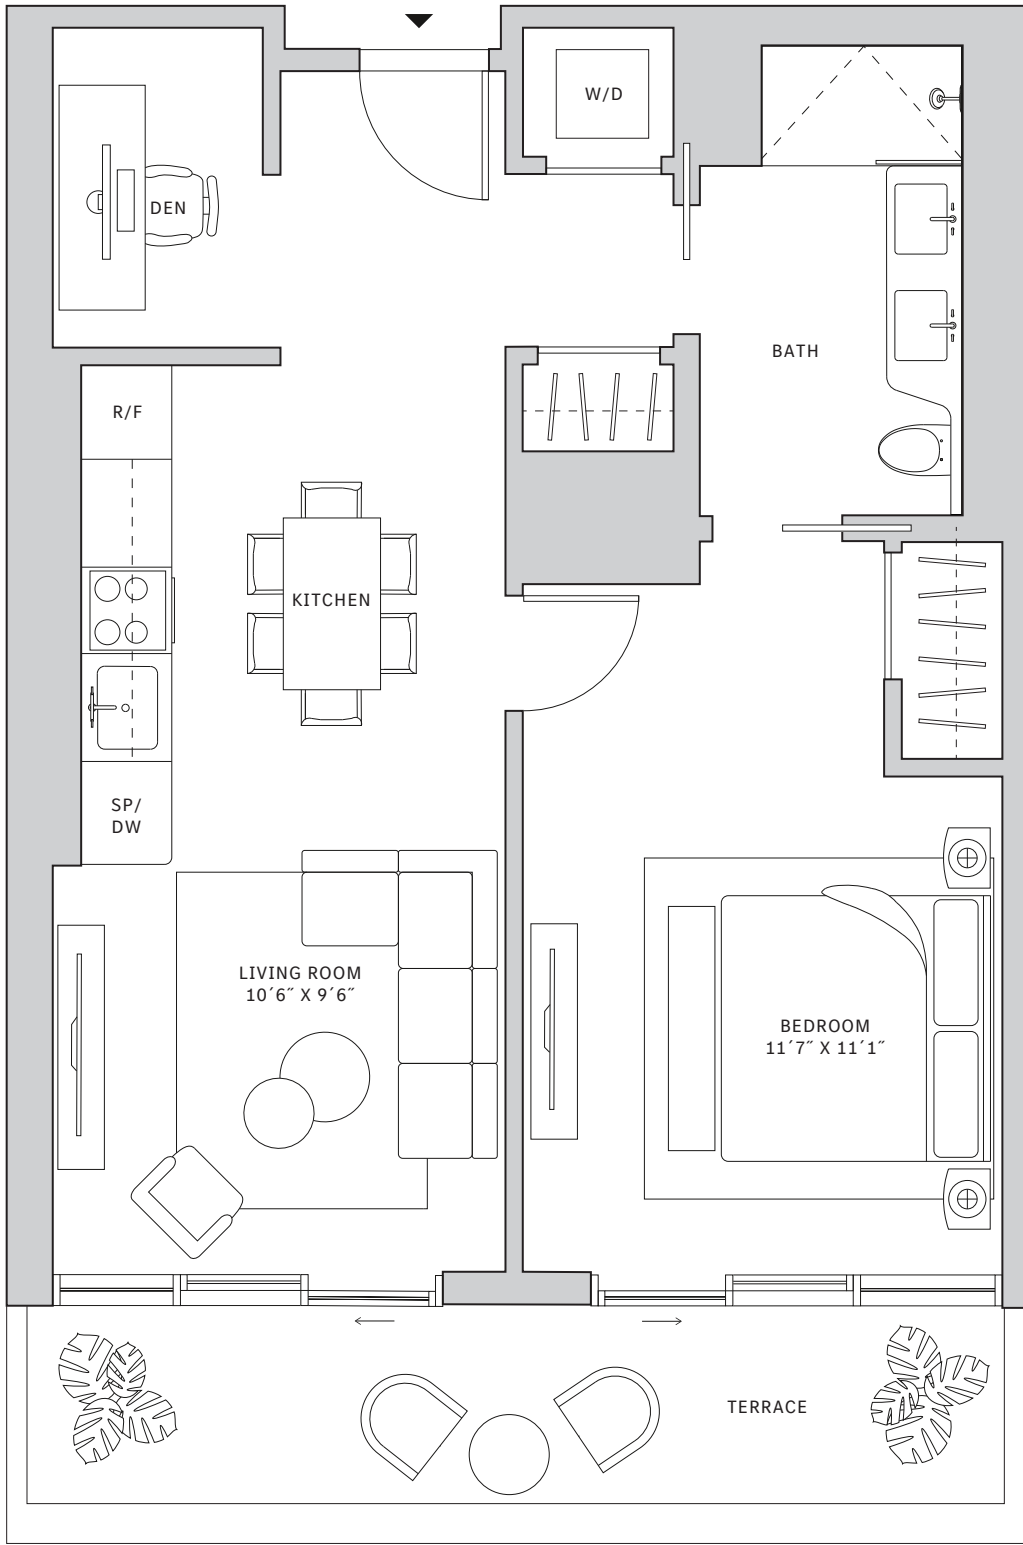 W/D
DEN
BATH
R/F
KITCHEN
SP/
DW
LIVING ROOM
10´6˝ X 9´6˝
BEDROOM
11´7˝ X 11´1˝
TERRACE